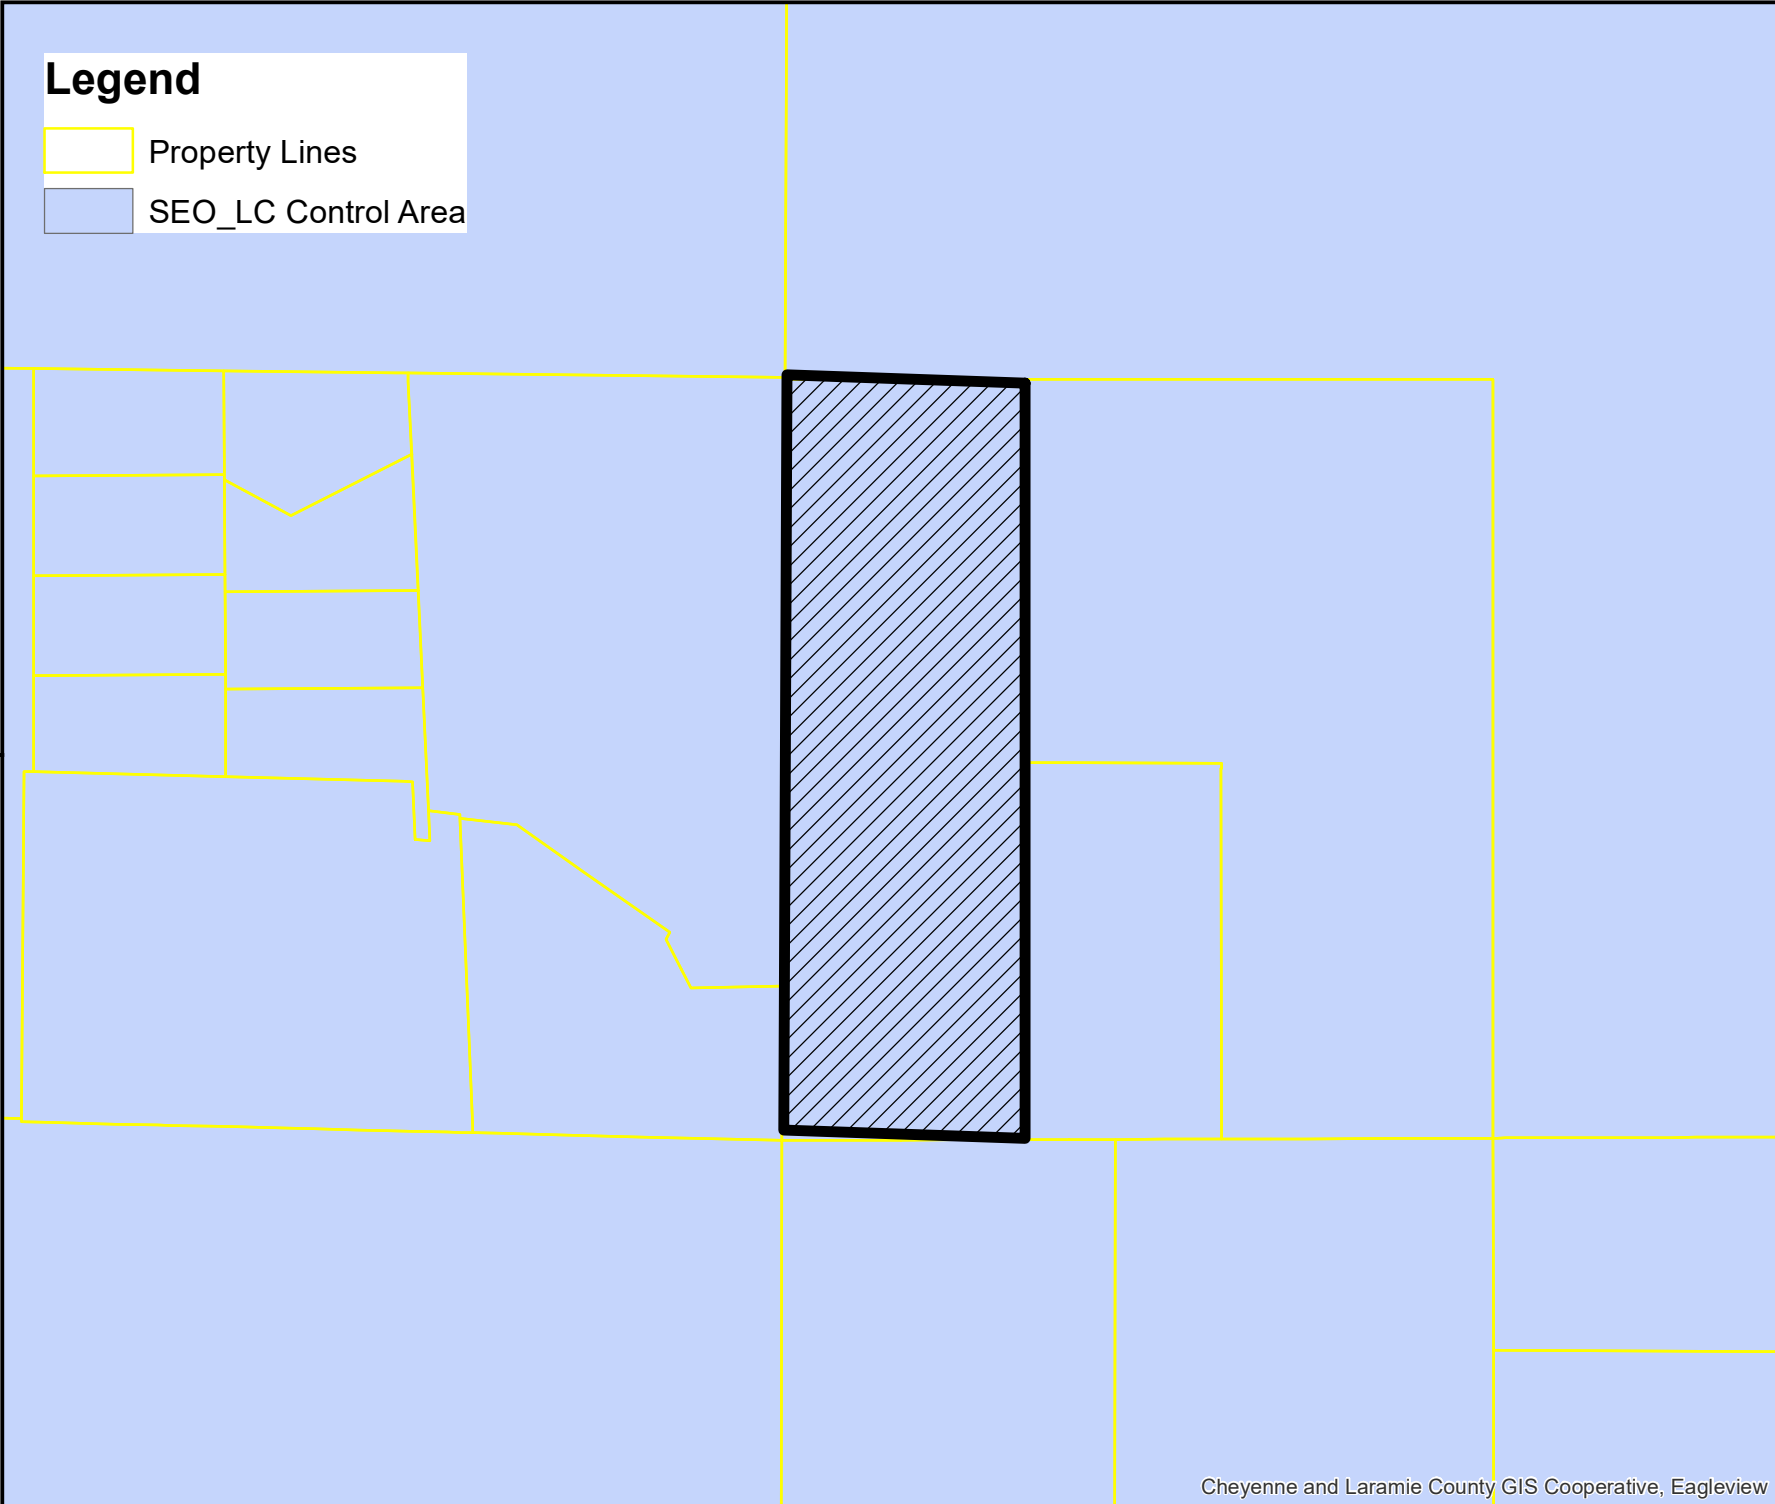 Legend
Property Lines
SEO_LC Control Area
Cheyenne and Laramie County GIS Cooperative, Eagleview